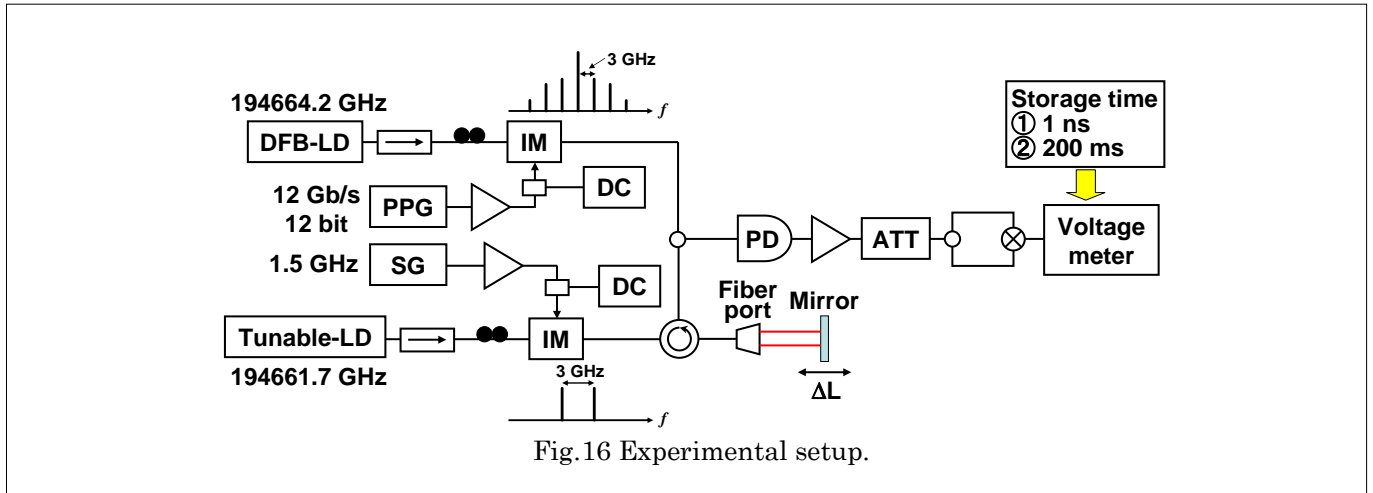 3 GHz
f
194664.2 GHz
DFB-LD
IM
Storage time
① 1 ns
② 200 ms
12 Gb/s
12 bit
PPG
DC
1.5 GHz
SG
DC
PD
ATT
Voltage
meter
Fiber
port
Mirror
Tunable-LD
194661.7 GHz
IM
3 GHz
f
ΔL
Fig.16 Experimental setup.